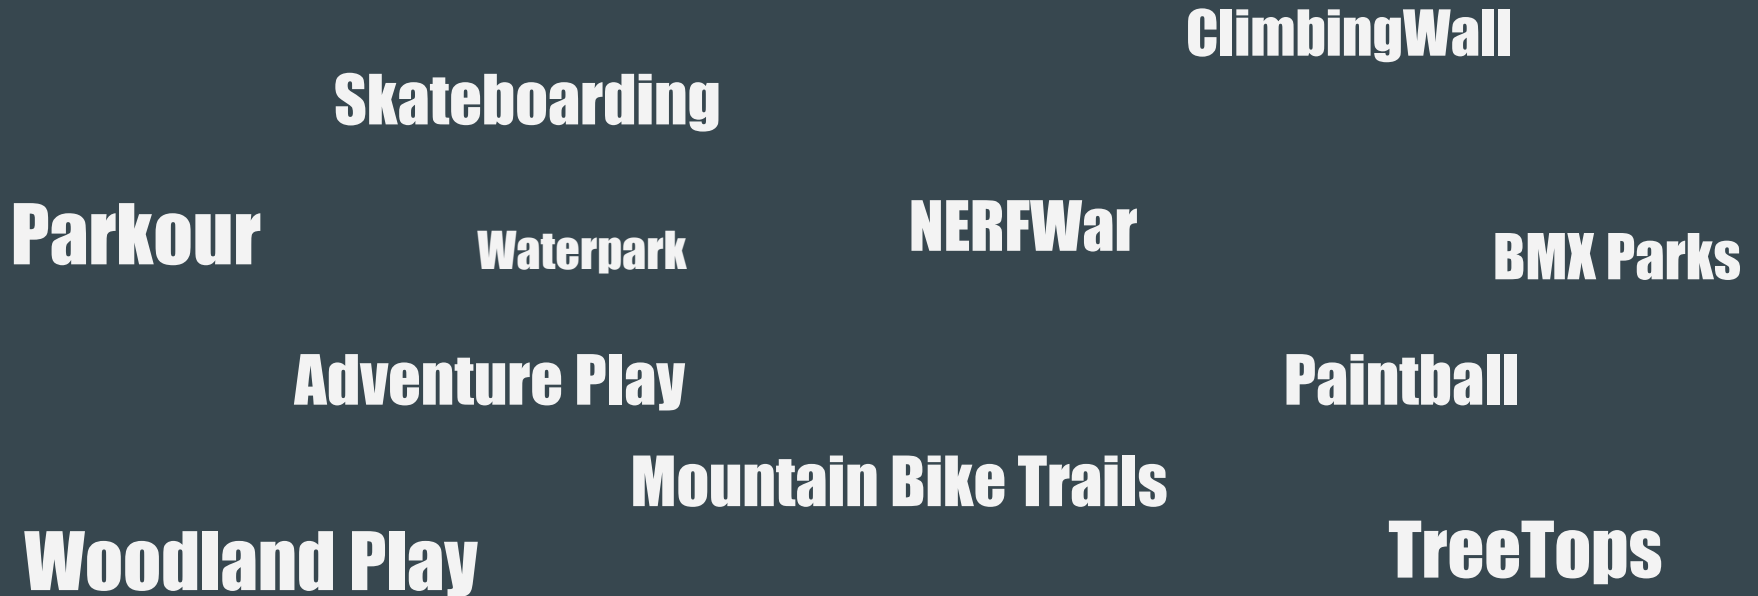 ClimbingWall
Skateboarding
Parkour
Waterpark
NERFWar
BMX Parks
Adventure Play
Paintball
Mountain Bike Trails
Woodland Play
TreeTops